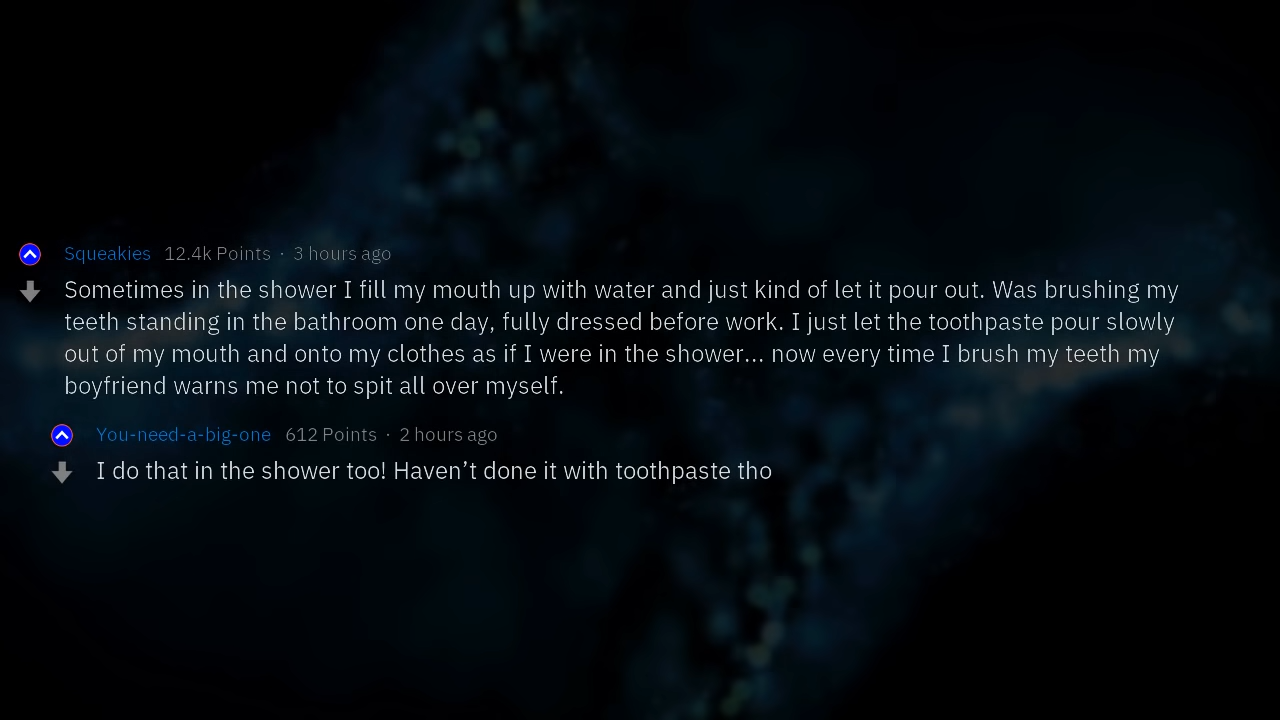 Squeakies 12.4k Points · 3 hours ago
Sometimes in the shower I fill my mouth up with water and just kind of let it pour out. Was brushing my
teeth standing in the bathroom one day, fully dressed before work. I just let the toothpaste pour slowly
out of my mouth and onto my clothes as if I were in the shower... now every time I brush my teeth my
boyfriend warns me not to spit all over myself.
You-need-a-big-one 612 Points · 2 hours ago
I do that in the shower too! Haven’t done it with toothpaste tho